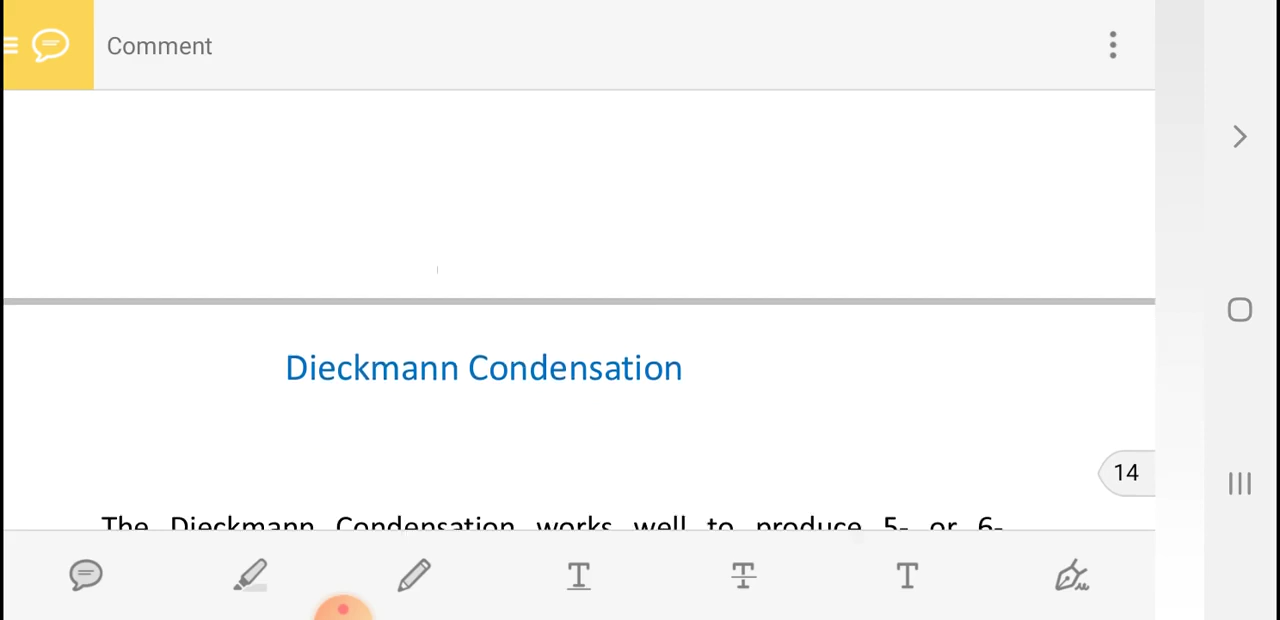 Comment
Dieckmann Condensation
14
The Dieckmann Condensation works well to produce 5- or 6-